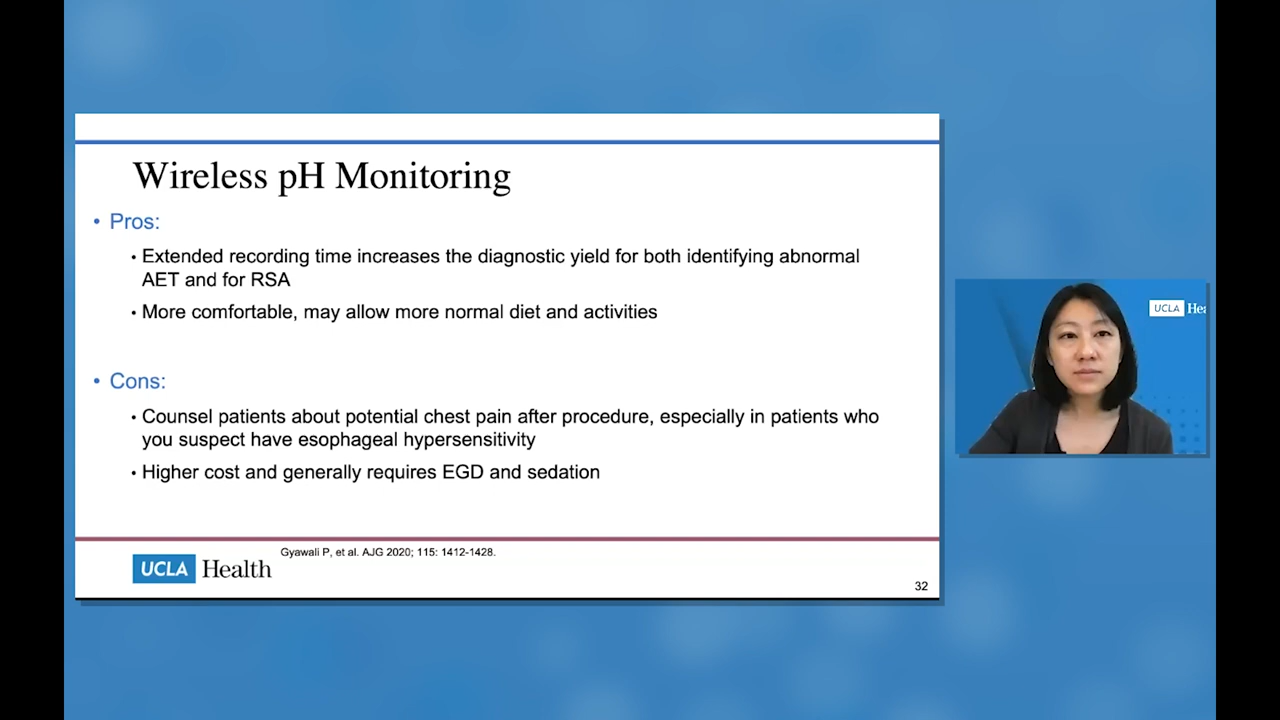 Wireless pH Monitoring
• Pros:
• Extended recording time increases the diagnostic yield for both identifying abnormal
AET and for RSA
• More comfortable, may allow more normal diet and activities
• Cons:
• Counsel patients about potential chest pain after procedure, especially in patients who
you suspect have esophageal hypersensitivity
• Higher cost and generally requires EGD and sedation
Gyawali P, et al. AJG 2020; 115: 1412-1428.
UCLA Health
32
UCLA Hea